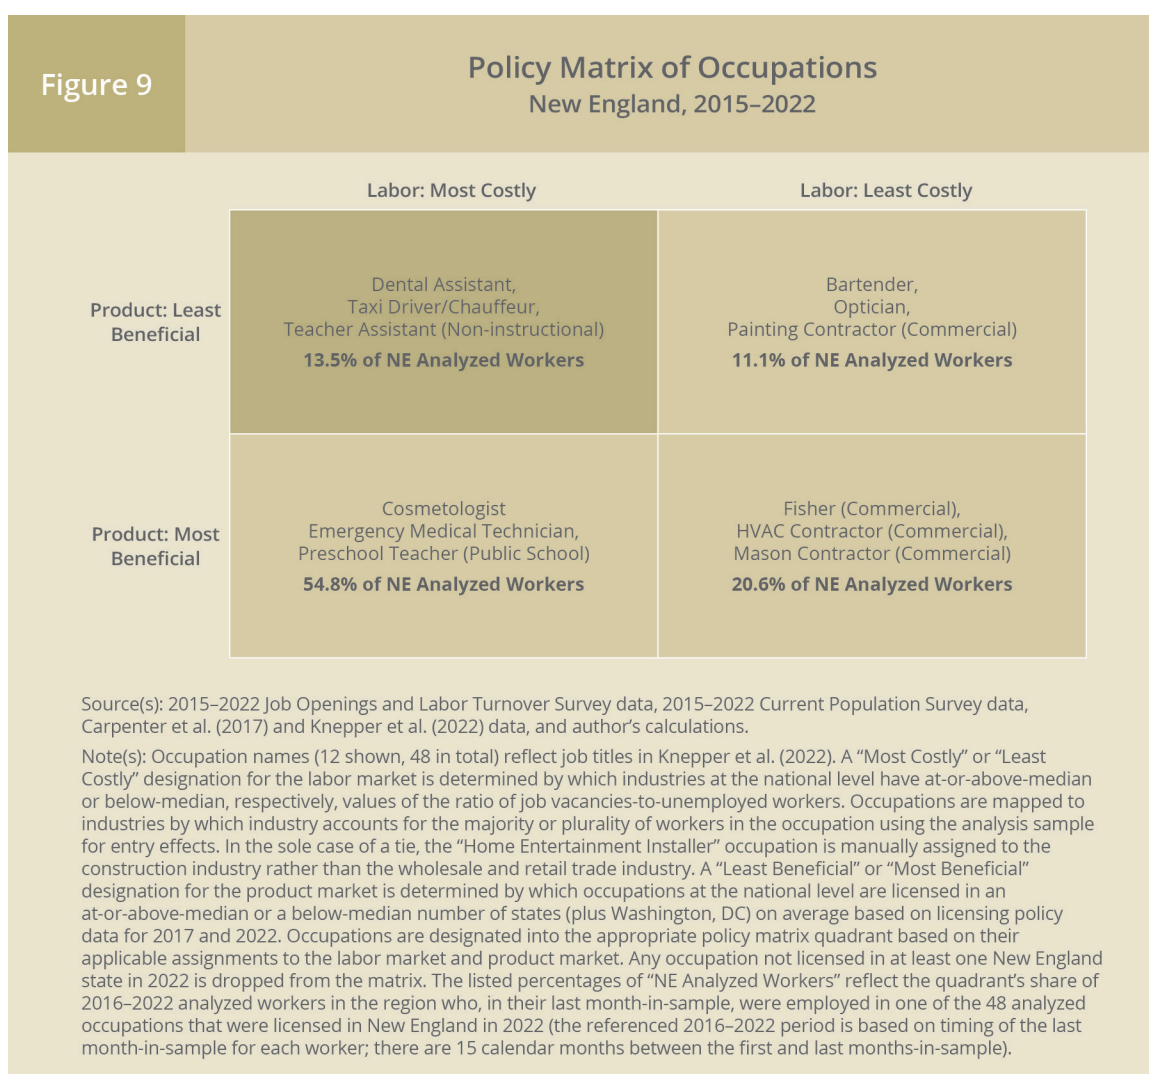 Figure 9
Policy Matrix of Occupations
New England, 2015–2022
Labor: Most Costly
Labor: Least Costly
Product: Least
Beneficial
Dental Assistant,
Taxi Driver/Chauffeur,
Teacher Assistant (Non-instructional)
13.5% of NE Analyzed Workers
Bartender,
Optician,
Painting Contractor (Commercial)
11.1% of NE Analyzed Workers
Product: Most
Beneficial
Cosmetologist
Emergency Medical Technician,
Preschool Teacher (Public School)
54.8% of NE Analyzed Workers
Fisher (Commercial),
HVAC Contractor (Commercial),
Mason Contractor (Commercial)
20.6% of NE Analyzed Workers
Source(s): 2015–2022 Job Openings and Labor Turnover Survey data, 2015–2022 Current Population Survey data,
Carpenter et al. (2017) and Knepper et al. (2022) data, and author’s calculations.
Note(s): Occupation names (12 shown, 48 in total) reflect job titles in Knepper et al. (2022). A “Most Costly” or “Least
Costly” designation for the labor market is determined by which industries at the national level have at-or-above-median
or below-median, respectively, values of the ratio of job vacancies-to-unemployed workers. Occupations are mapped to
industries by which industry accounts for the majority or plurality of workers in the occupation using the analysis sample
for entry effects. In the sole case of a tie, the “Home Entertainment Installer” occupation is manually assigned to the
construction industry rather than the wholesale and retail trade industry. A “Least Beneficial” or “Most Beneficial”
designation for the product market is determined by which occupations at the national level are licensed in an
at-or-above-median or a below-median number of states (plus Washington, DC) on average based on licensing policy
data for 2017 and 2022. Occupations are designated into the appropriate policy matrix quadrant based on their
applicable assignments to the labor market and product market. Any occupation not licensed in at least one New England
state in 2022 is dropped from the matrix. The listed percentages of “NE Analyzed Workers” reflect the quadrant’s share of
2016–2022 analyzed workers in the region who, in their last month-in-sample, were employed in one of the 48 analyzed
occupations that were licensed in New England in 2022 (the referenced 2016–2022 period is based on timing of the last
month-in-sample for each worker; there are 15 calendar months between the first and last months-in-sample).